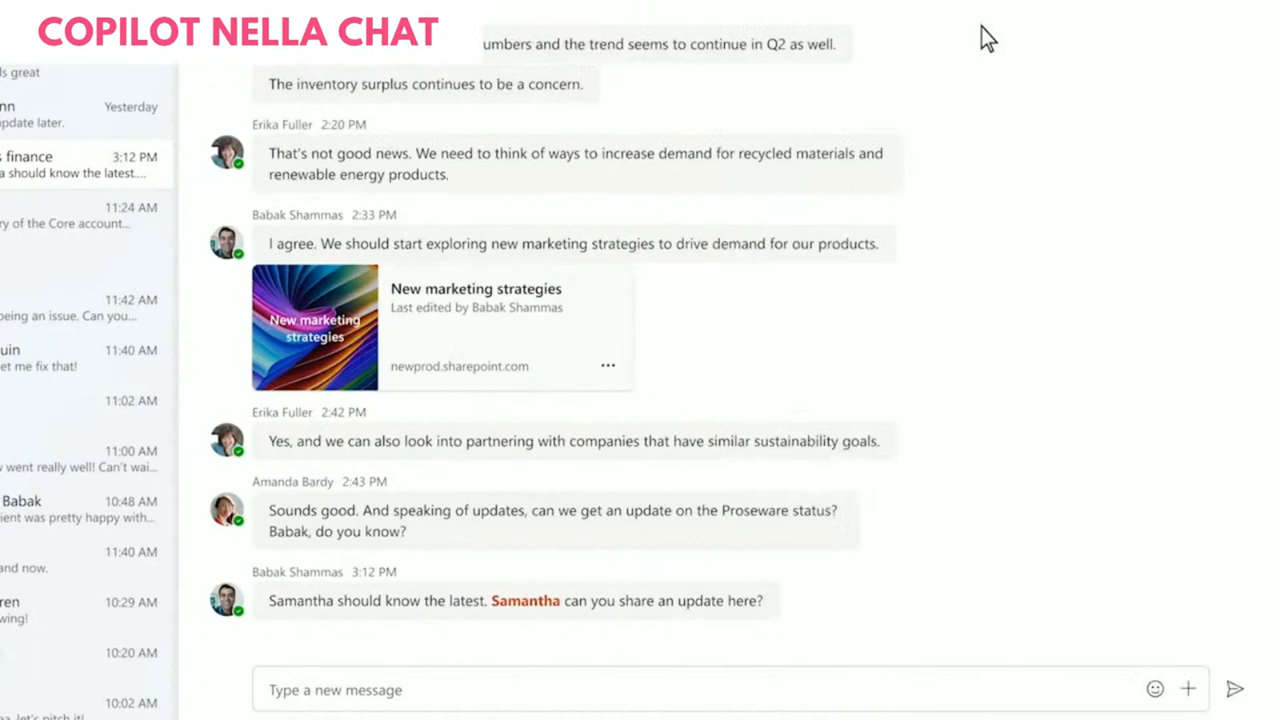 COPILOT NELLA CHAT
umbers and the trend seems to continue in Q2 as well.
The inventory surplus continues to be a concern.
Erika Fuller 2:20 PM
That's not good news. We need to think of ways to increase demand for recycled materials and
renewable energy products.
Babak Shammas 2:33 PM
I agree. We should start exploring new marketing strategies to drive demand for our products.
New marketing
strategies
New marketing strategies
Last edited by Babak Shammas
newprod.sharepoint.com
Erika Fuller 2:42 PM
Yes, and we can also look into partnering with companies that have similar sustainability goals.
Amanda Bardy 2:43 PM
Sounds good. And speaking of updates, can we get an update on the Proseware status?
Babak, do you know?
Babak Shammas 3:12 PM
Samantha should know the latest. Samantha can you share an update here?
Type a new message
ls great
nn Yesterday
pdate later.
s finance 3:12 PM
a should know the latest....
11:24 AM
ry of the Core account...
11:42 AM
being an issue. Can you...
uin 11:40 AM
et me fix that!
11:02 AM
11:00 AM
w went really well! Can't wai...
Babak 10:48 AM
ient was pretty happy with...
11:40 AM
and now.
ren 10:29 AM
wing!
10:20 AM
10:02 AM
let's pitch it!